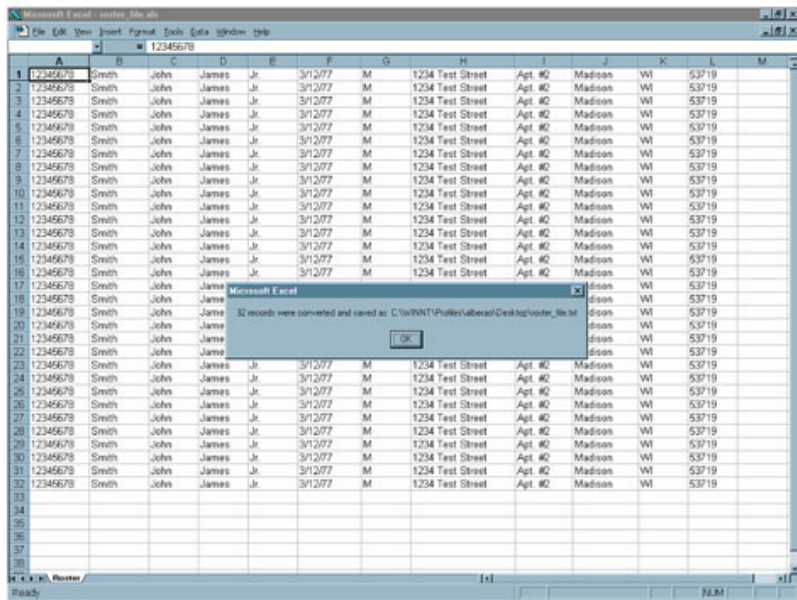 Microsoft Excel - roster_file.xls
File Edit View Insert Format Tools Data Window Help
= 12345678
A B C D E F G H I J K L M
1 12345678 Smith John James Jr. 3/12/77 M 1234 Test Street Apt. #2 Madison WI 53719
2 12345678 Smith John James Jr. 3/12/77 M 1234 Test Street Apt. #2 Madison WI 53719
3 12345678 Smith John James Jr. 3/12/77 M 1234 Test Street Apt. #2 Madison WI 53719
4 12345678 Smith John James Jr. 3/12/77 M 1234 Test Street Apt. #2 Madison WI 53719
5 12345678 Smith John James Jr. 3/12/77 M 1234 Test Street Apt. #2 Madison WI 53719
6 12345678 Smith John James Jr. 3/12/77 M 1234 Test Street Apt. #2 Madison WI 53719
7 12345678 Smith John James Jr. 3/12/77 M 1234 Test Street Apt. #2 Madison WI 53719
8 12345678 Smith John James Jr. 3/12/77 M 1234 Test Street Apt. #2 Madison WI 53719
9 12345678 Smith John James Jr. 3/12/77 M 1234 Test Street Apt. #2 Madison WI 53719
10 12345678 Smith John James Jr. 3/12/77 M 1234 Test Street Apt. #2 Madison WI 53719
11 12345678 Smith John James Jr. 3/12/77 M 1234 Test Street Apt. #2 Madison WI 53719
12 12345678 Smith John James Jr. 3/12/77 M 1234 Test Street Apt. #2 Madison WI 53719
13 12345678 Smith John James Jr. 3/12/77 M 1234 Test Street Apt. #2 Madison WI 53719
14 12345678 Smith John James Jr. 3/12/77 M 1234 Test Street Apt. #2 Madison WI 53719
15 12345678 Smith John James Jr. 3/12/77 M 1234 Test Street Apt. #2 Madison WI 53719
16 12345678 Smith John James Jr. 3/12/77 M 1234 Test Street Apt. #2 Madison WI 53719
17 12345678 Smith John Jame dison WI 53719
Microsoft Excel
18 12345678 Smith John Jame dison WI 53719
19 12345678 Smith John Jame dison WI 53719
32 records were converted and saved as: C:\WINNT\Profiles\alberao\Desktop\roster_file.txt
20 12345678 Smith John Jame dison WI 53719
21 12345678 Smith John Jame dison WI 53719
OK
22 12345678 Smith John Jame dison WI 53719
23 12345678 Smith John James Jr. 3/12/77 M 1234 Test Street Apt. #2 Madison WI 53719
24 12345678 Smith John James Jr. 3/12/77 M 1234 Test Street Apt. #2 Madison WI 53719
25 12345678 Smith John James Jr. 3/12/77 M 1234 Test Street Apt. #2 Madison WI 53719
26 12345678 Smith John James Jr. 3/12/77 M 1234 Test Street Apt. #2 Madison WI 53719
27 12345678 Smith John James Jr. 3/12/77 M 1234 Test Street Apt. #2 Madison WI 53719
28 12345678 Smith John James Jr. 3/12/77 M 1234 Test Street Apt. #2 Madison WI 53719
29 12345678 Smith John James Jr. 3/12/77 M 1234 Test Street Apt. #2 Madison WI 53719
30 12345678 Smith John James Jr. 3/12/77 M 1234 Test Street Apt. #2 Madison WI 53719
31 12345678 Smith John James Jr. 3/12/77 M 1234 Test Street Apt. #2 Madison WI 53719
32 12345678 Smith John James Jr. 3/12/77 M 1234 Test Street Apt. #2 Madison WI 53719
33
34
35
36
37
38
Roster
Ready NUM